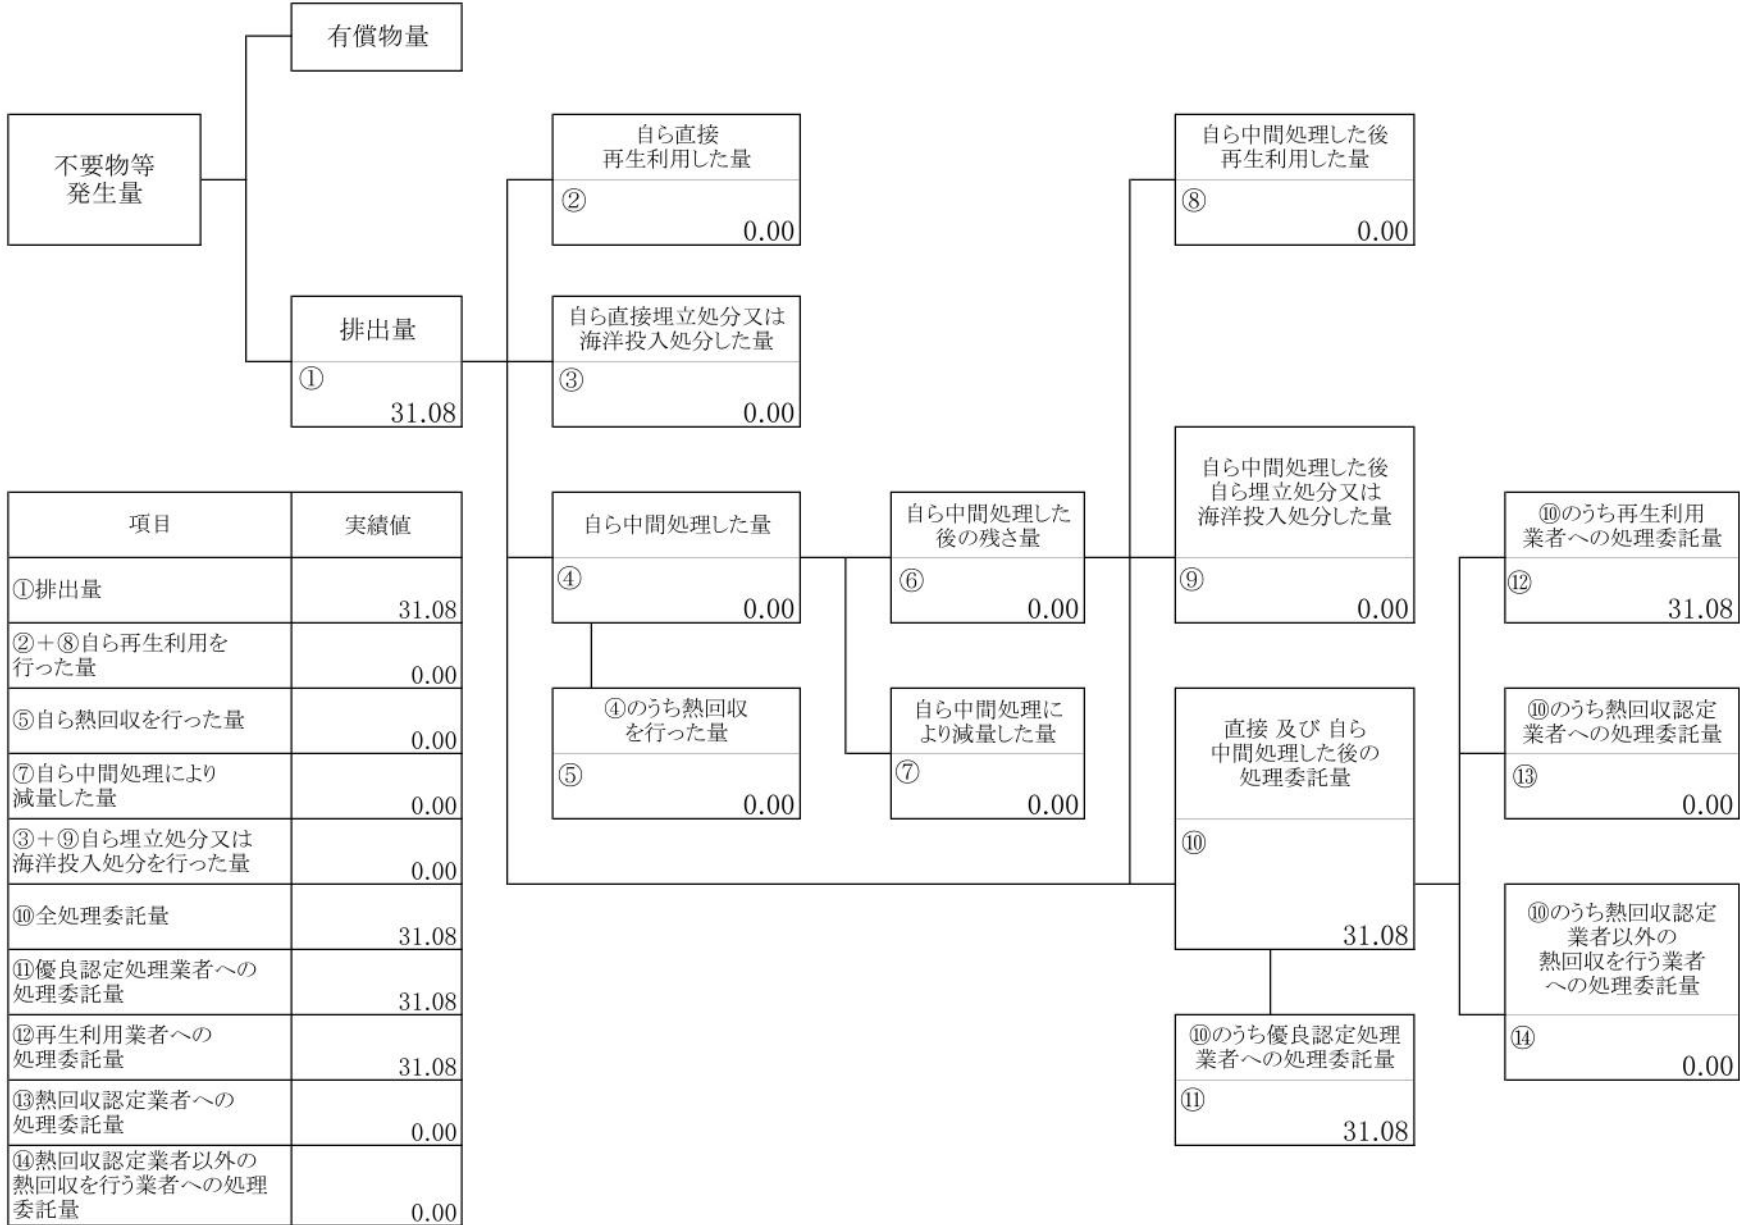 有償物量
不要物等
発生量
自ら直接
再生利用した量
②
0.00
自ら中間処理した後
再生利用した量
⑧
0.00
排出量
①
31.08
自ら直接埋立処分又は
海洋投入処分した量
③
0.00
自ら中間処理した量
④
0.00
自ら中間処理した
後の残さ量
⑥
0.00
自ら中間処理した後
自ら埋立処分又は
海洋投入処分した量
⑨
0.00
⑩のうち再生利用
業者への処理委託量
⑫
31.08
④のうち熱回収
を行った量
⑤
0.00
自ら中間処理に
より減量した量
⑦
0.00
直接 及び 自ら
中間処理した後の
処理委託量
⑩
31.08
⑩のうち熱回収認定
業者への処理委託量
⑬
0.00
⑩のうち熱回収認定
業者以外の
熱回収を行う業者
への処理委託量
⑭
0.00
⑩のうち優良認定処理
業者への処理委託量
⑪
31.08
項目 実績値
①排出量
31.08
②＋⑧自ら再生利用を
行った量
0.00
⑤自ら熱回収を行った量
0.00
⑦自ら中間処理により
減量した量
0.00
③＋⑨自ら埋立処分又は
海洋投入処分を行った量
0.00
⑩全処理委託量
31.08
⑪優良認定処理業者への
処理委託量
31.08
⑫再生利用業者への
処理委託量
31.08
⑬熱回収認定業者への
処理委託量
0.00
⑭熱回収認定業者以外の
熱回収を行う業者への処理
委託量
0.00